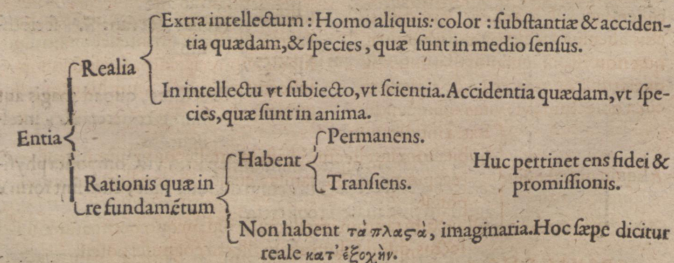 Extra intellectum: Homo aliquis: color: ſubſtantiæ & acciden-
tia quædam, & ſpecies, quæ ſunt in medio ſenſus.
Realia
In intellectu vt ſubiecto, vt ſcientia. Accidentia quædam, vt ſpe-
cies, quæ ſunt in anima.
Entia
Permanens.
Habent
Huc pertinet ens fidei &
Rationis quæ in
Tranſiens.
promiſſionis.
re fundamẽtum
Non habent τὰ πλαϛὰ, imaginaria. Hoc ſæpe dicitur
reale κατ' ἐξοχὴν.